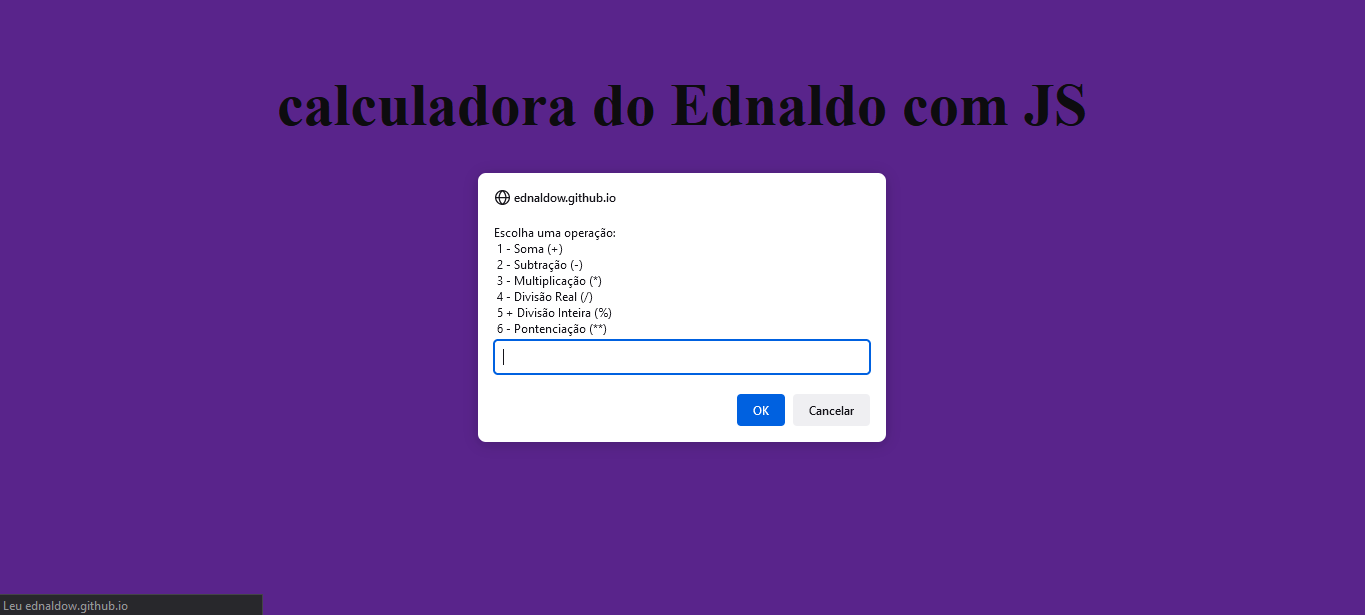 calculadora do Ednaldo com JS
ednaldow.github.io
Escolha uma operação:
1 - Soma (+)
2 - Subtração (-)
3 - Multiplicação (*)
4 - Divisão Real (/)
5 + Divisão Inteira (%)
6 - Pontenciação (**)
OK
Cancelar
Leu ednaldow.github.io